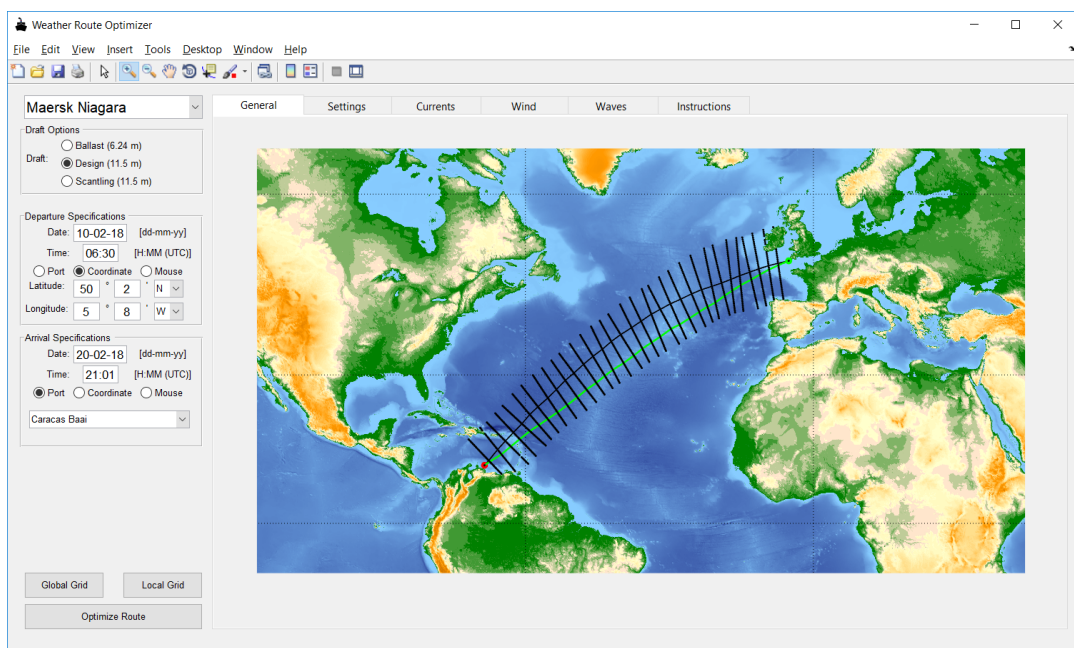 Weather Route Optimizer
File Edit View Insert Tools Desktop Window Help
Maersk Niagara
General Settings Currents Wind Waves Instructions
Draft Options
Draft:
Ballast (6.24 m)
Design (11.5 m)
Scantling (11.5 m)
Departure Specifications
Date: 10-02-18 [dd-mm-yy]
Time: 06:30 [H:MM (UTC)]
Port Coordinate Mouse
Latitude: 50 ° 2 ' N
Longitude: 5 ° 8 ' W
Arrival Specifications
Date: 20-02-18 [dd-mm-yy]
Time: 21:01 [H:MM (UTC)]
Port Coordinate Mouse
Caracas Baai
Global Grid Local Grid
Optimize Route